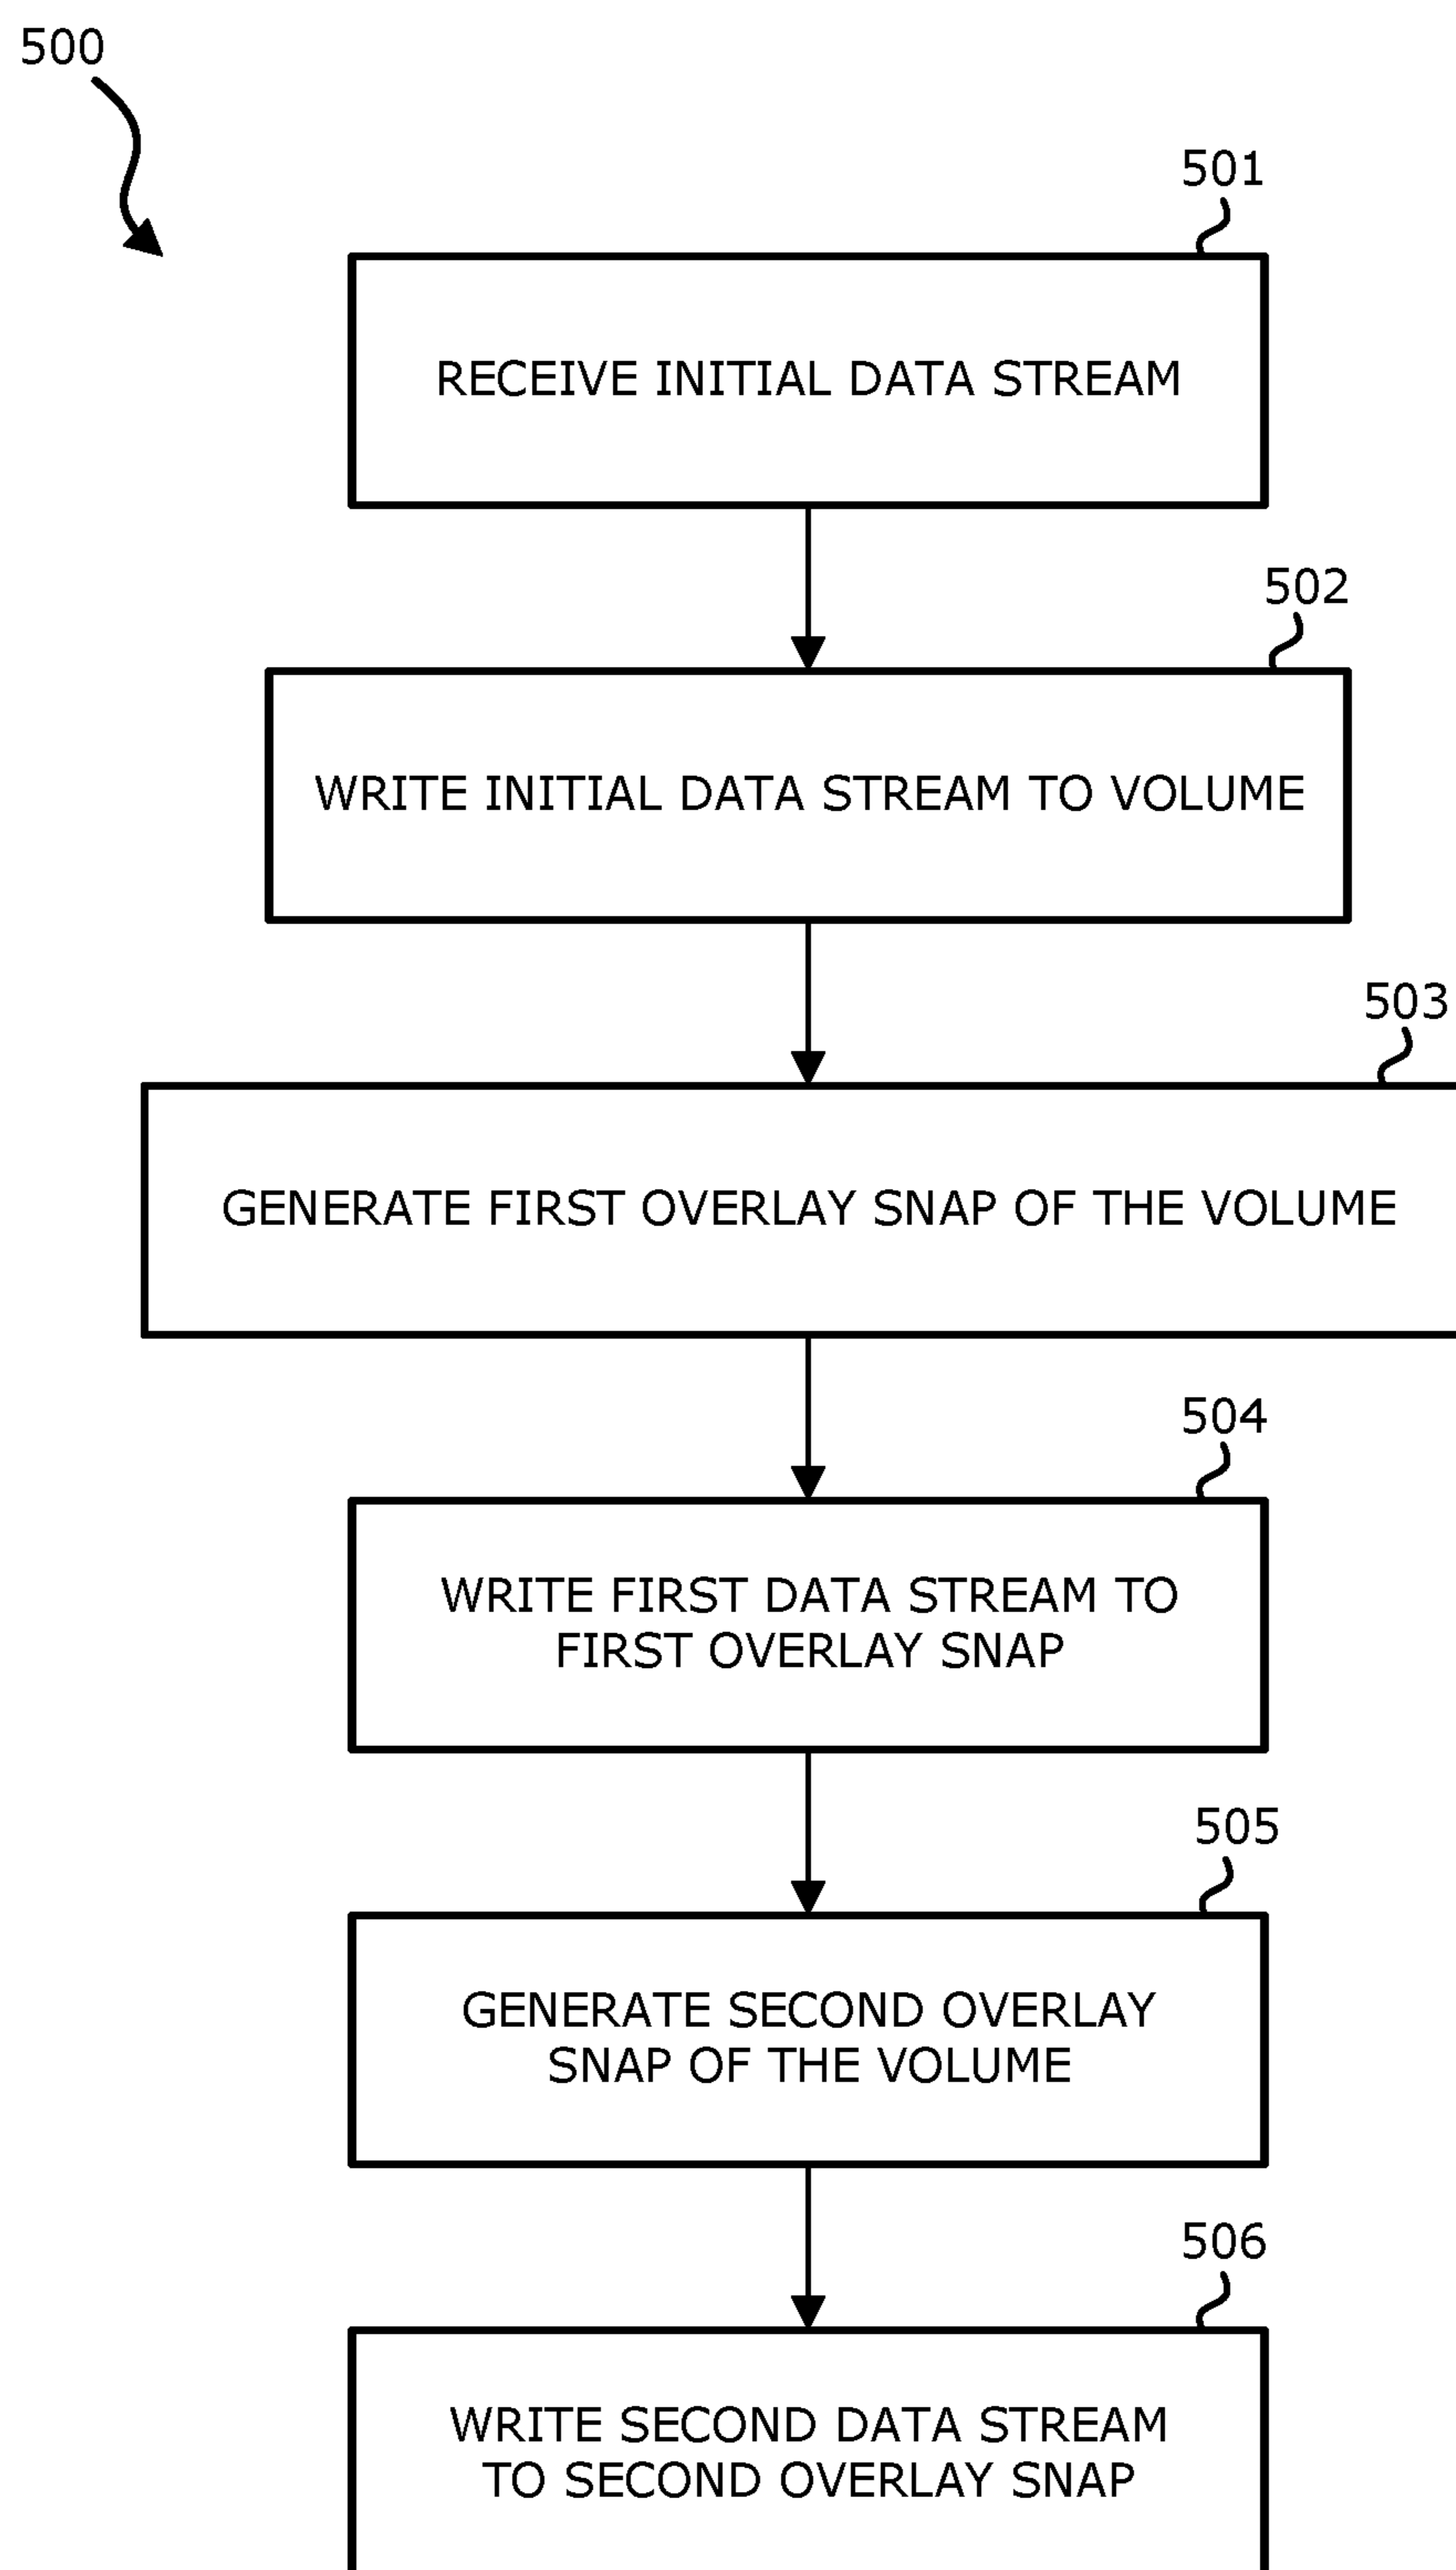 500
501
RECEIVE INITIAL DATA STREAM
502
WRITE INITIAL DATA STREAM TO VOLUME
503
GENERATE FIRST OVERLAY SNAP OF THE VOLUME
504
WRITE FIRST DATA STREAM TO
FIRST OVERLAY SNAP
505
GENERATE SECOND OVERLAY
SNAP OF THE VOLUME
506
WRITE SECOND DATA STREAM
TO SECOND OVERLAY SNAP